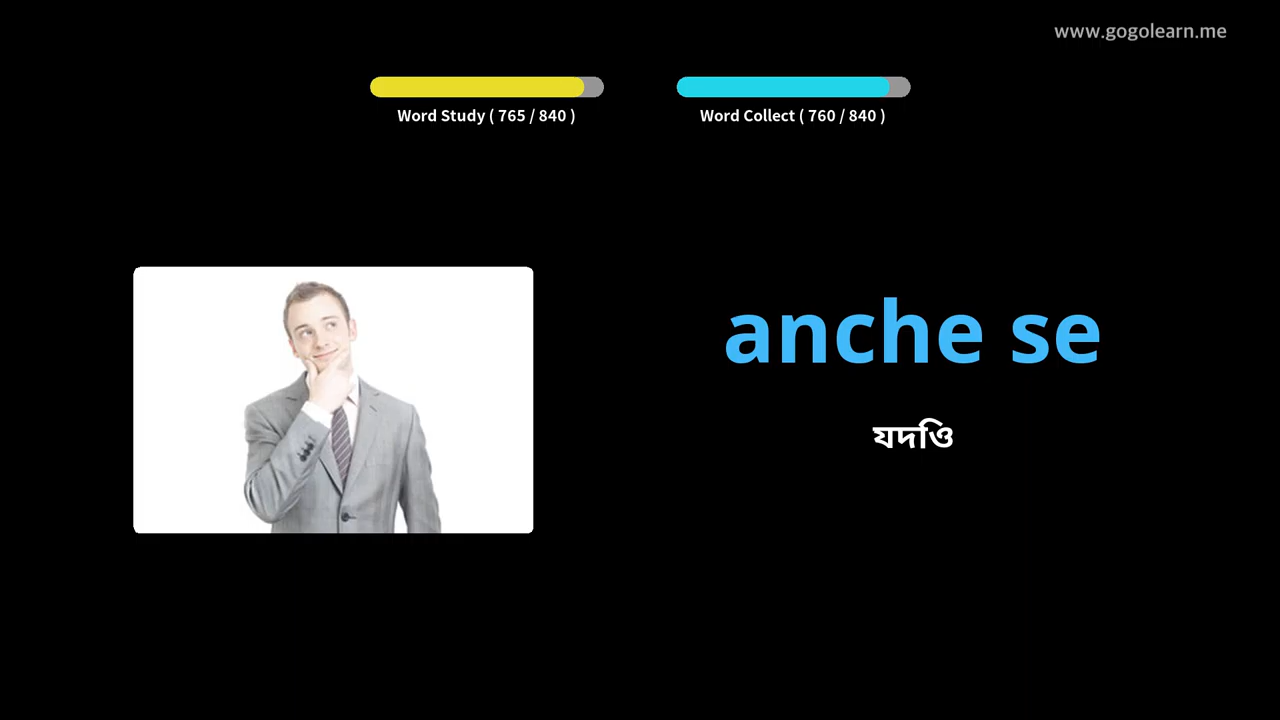 www.gogolearn.me
Word Study ( 765 / 840 )
Word Collect ( 760 / 840 )
anche se
যদিও